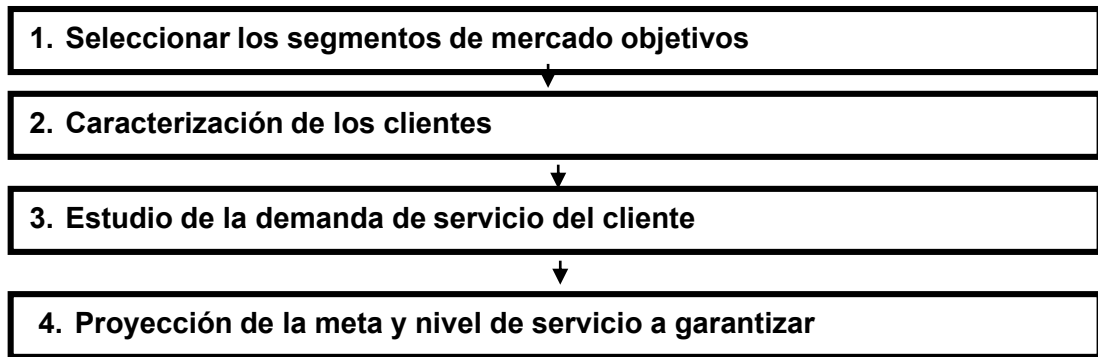 1. Seleccionar los segmentos de mercado objetivos
2. Caracterización de los clientes
3. Estudio de la demanda de servicio del cliente
4. Proyección de la meta y nivel de servicio a garantizar